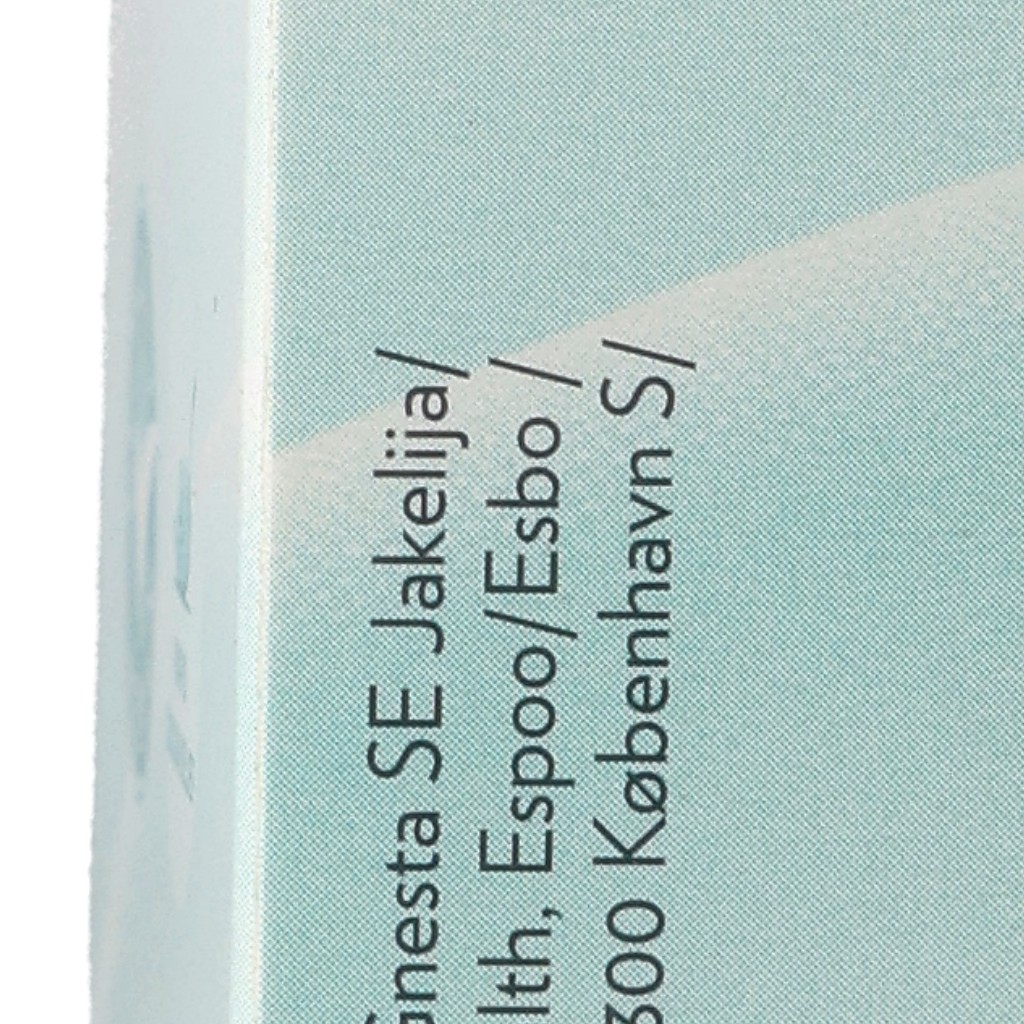 Gnesta SE Jakelija/
lth, Espoo/Esbo /
300 København S/